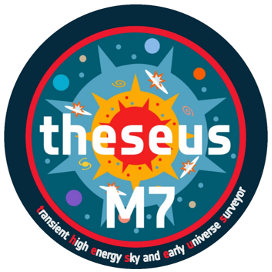 theseus
M7
transient high energy sky and early universe surveyor